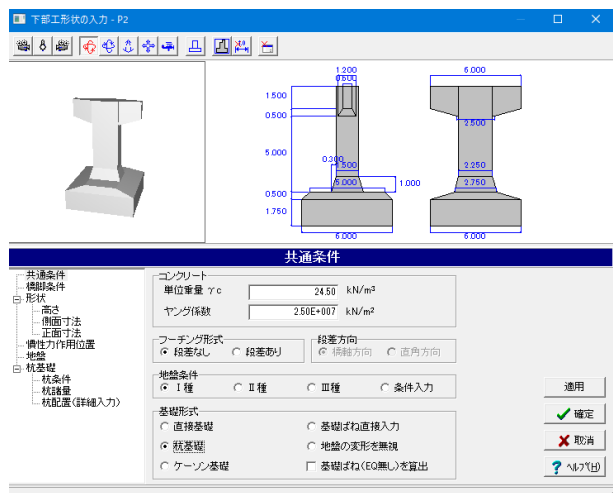 下部工形状の入力 - P2
1.200
0.600
6.000
1.500
0.500
2.500
5.000
0.300
1.500
2.250
5.000
1.000
2.750
0.500
1.750
6.000
6.000
共通条件
共通条件
橋脚条件
形状
高さ
側面寸法
正面寸法
慣性力作用位置
地盤
杭基礎
杭条件
杭諸量
杭配置(詳細入力)
コンクリート
単位重量 γc 24.50 kN/m³
ヤング係数 2.50E+007 kN/m²
フーチング形式
段差なし 段差あり
段差方向
橋軸方向 直角方向
地盤条件
Ⅰ種 Ⅱ種 Ⅲ種 条件入力
基礎形式
直接基礎 基礎ばね直接入力
杭基礎 地盤の変形を無視
ケーソン基礎 基礎ばね(EQ無し)を算出
適用
確定
取消
ヘルプ(H)